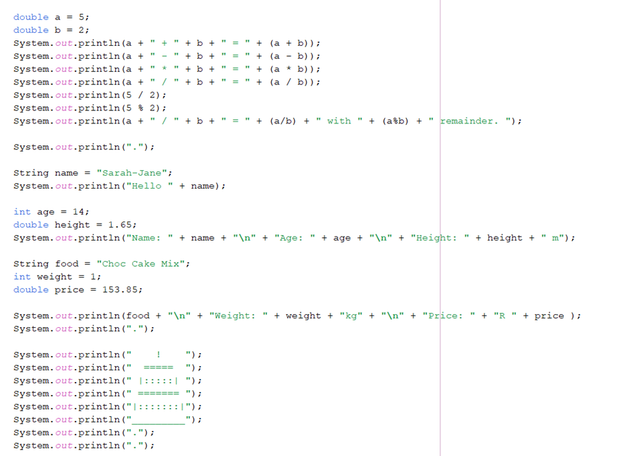 double a = 5;
double b = 2;
System.out.println(a + " + " + b + " = " + (a + b));
System.out.println(a + " - " + b + " = " + (a - b));
System.out.println(a + " * " + b + " = " + (a * b));
System.out.println(a + " / " + b + " = " + (a / b));
System.out.println(5 / 2);
System.out.println(5 % 2);
System.out.println(a + " / " + b + " = " + (a/b) + " with " + (a%b) + " remainder. ");
System.out.println(".");
String name = "Sarah-Jane";
System.out.println("Hello " + name);
int age = 14;
double height = 1.65;
System.out.println("Name: " + name + "\n" + "Age: " + age + "\n" + "Height: " + height + " m");
String food = "Choc Cake Mix";
int weight = 1;
double price = 153.85;
System.out.println(food + "\n" + "Weight: " + weight + "kg" + "\n" + "Price: " + "R " + price );
System.out.println(".");
System.out.println("    !    ");
System.out.println("  =====  ");
System.out.println(" |:::::| ");
System.out.println(" ======= ");
System.out.println("|:::::::|");
System.out.println("_________");
System.out.println(".");
System.out.println(".");